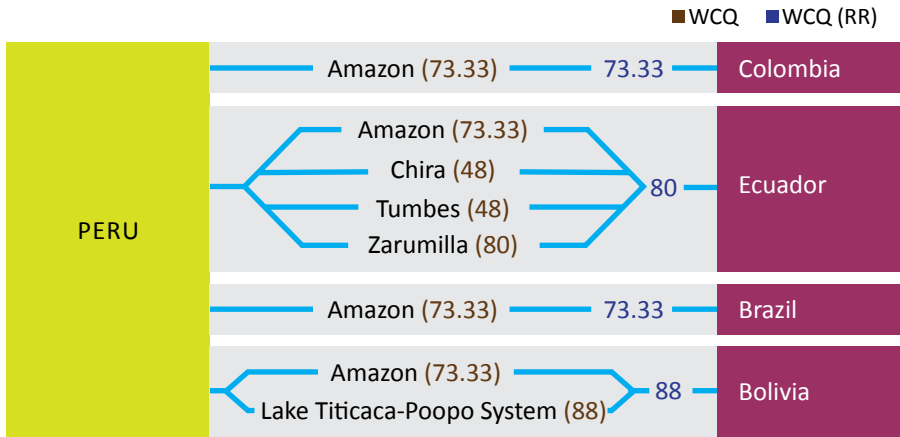 WCQ WCQ (RR)
PERU
Amazon (73.33) 73.33 Colombia
Amazon (73.33)
Chira (48)
Tumbes (48)
Zarumilla (80)
80 Ecuador
Amazon (73.33) 73.33 Brazil
Amazon (73.33)
Lake Titicaca-Poopo System (88)
88 Bolivia